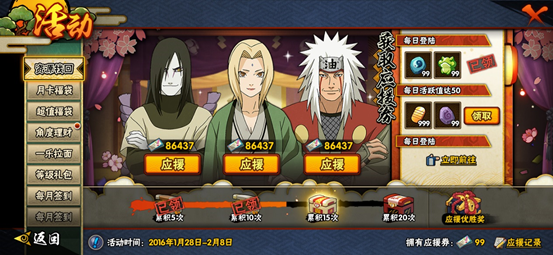 活动
资源找回
月卡福袋
超值福袋
角度理财
一乐拉面
等级礼包
每月签到
每月签到
返回
86437
应援
86437
应援
86437
应援
油
获取应援券
每日登陆
99
99
已领
每日活跃值达50
999
99
领取
每日登陆
立即前往
已领
累积5次
已领
累积10次
累积15次
累积20次
应援优胜奖
活动时间：2016年1月28日-2月8日
拥有应援券：
99
应援记录